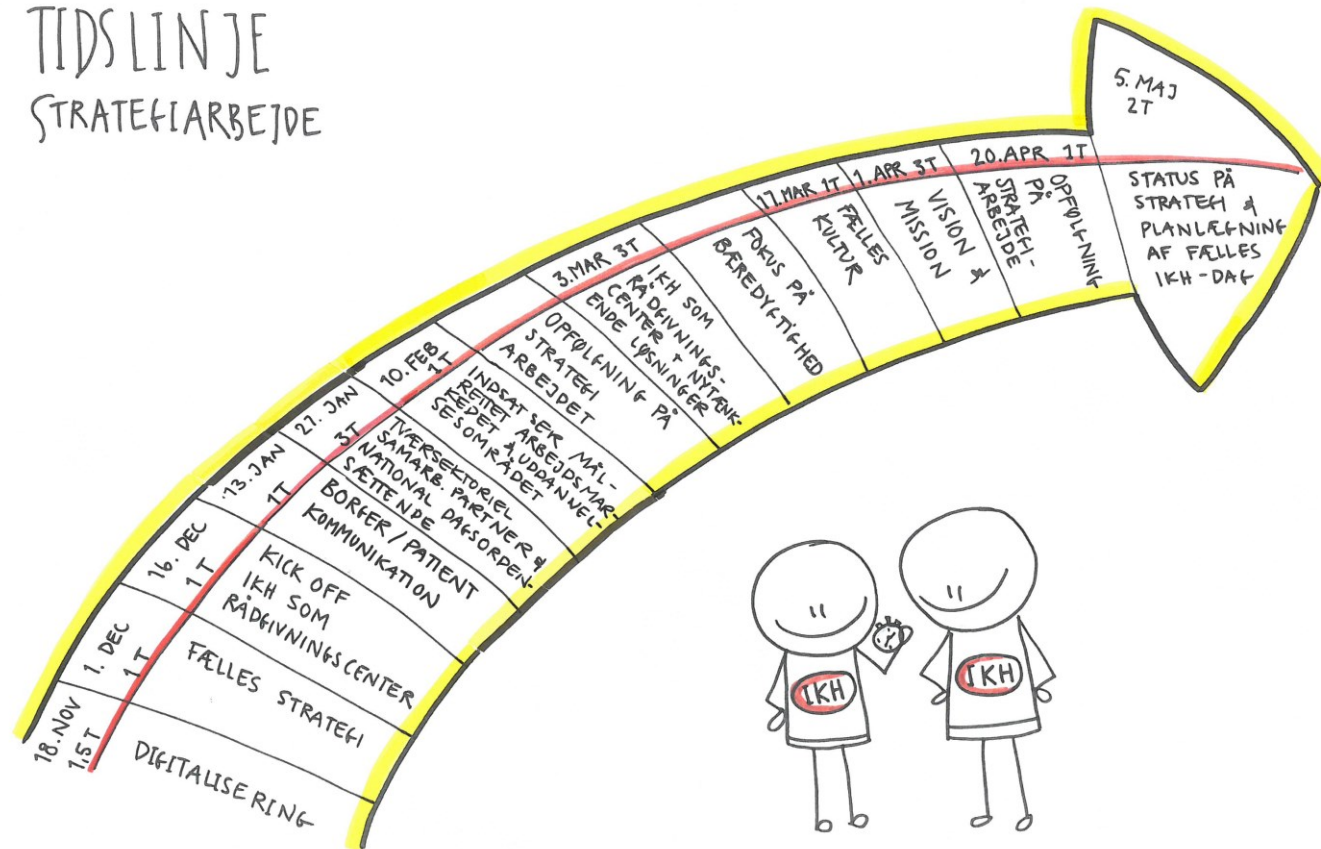 TIDSLINJE
STRATEGIARBEJDE
18. NOV
1.5 T
DIGITALISERING
1. DEC
1 T
FÆLLES STRATEGI
16. DEC
1 T
KICK OFF
IKH SOM
RÅDGIVNINGSCENTER
13. JAN
1T
BORGER / PATIENT
KOMMUNIKATION
27. JAN
3T
TVÆRSEKTORIEL
SAMARB. PARTNER &
NATIONAL DAGSORDEN-
SÆTTENDE
10. FEB
1T
INDSATSER MÅL-
RETTET ARBEJDSMAR-
KEDET & UDDANNEL-
SESOMRÅDET
OPFØLGNING PÅ
STRATEGI
ARBEJDET
3. MAR 3T
IKH SOM
RÅDGIVNINGS-
CENTER + NYTÆNK-
ENDE LØSNINGER
FOKUS PÅ
BÆREDYGTIGHED
17. MAR 1T
FÆLLES
KULTUR
1. APR 3T
VISION &
MISSION
20. APR 1T
OPFØLGNING
PÅ
STRATEGI-
ARBEJDE
5. MAJ
2T
STATUS PÅ
STRATEGI &
PLANLÆGNING
AF FÆLLES
IKH-DAG
IKH
IKH